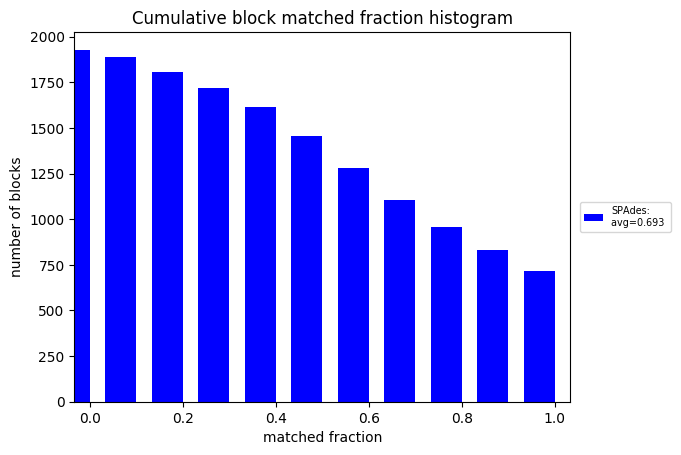 Cumulative block matched fraction histogram
number of blocks
2000
1750
1500
1250
1000
750
500
250
0
0.0 0.2 0.4 0.6 0.8 1.0
matched fraction
SPAdes:
avg=0.693